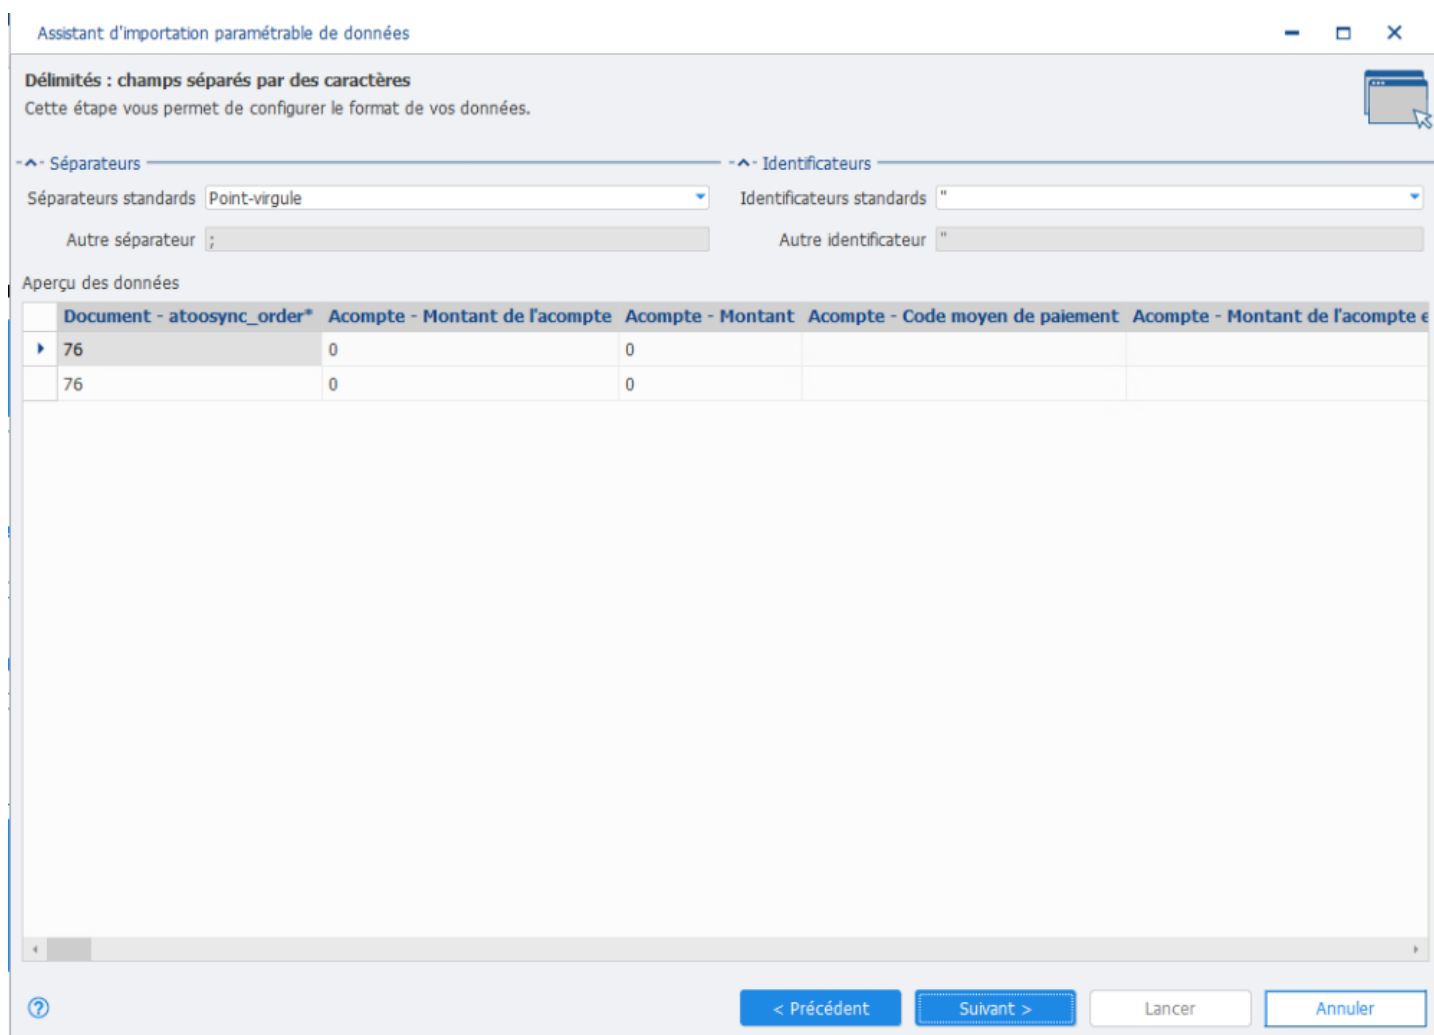 Assistant d'importation paramétrable de données
Délimités : champs séparés par des caractères
Cette étape vous permet de configurer le format de vos données.
Séparateurs
Identificateurs
Séparateurs standards Point-virgule
Identificateurs standards "
Autre séparateur ;
Autre identificateur "
Aperçu des données
Document - atoosync_order* Acompte - Montant de l'acompte Acompte - Montant Acompte - Code moyen de paiement Acompte - Montant de l'acompte e
76 0 0
76 0 0
? < Précédent Suivant > Lancer Annuler